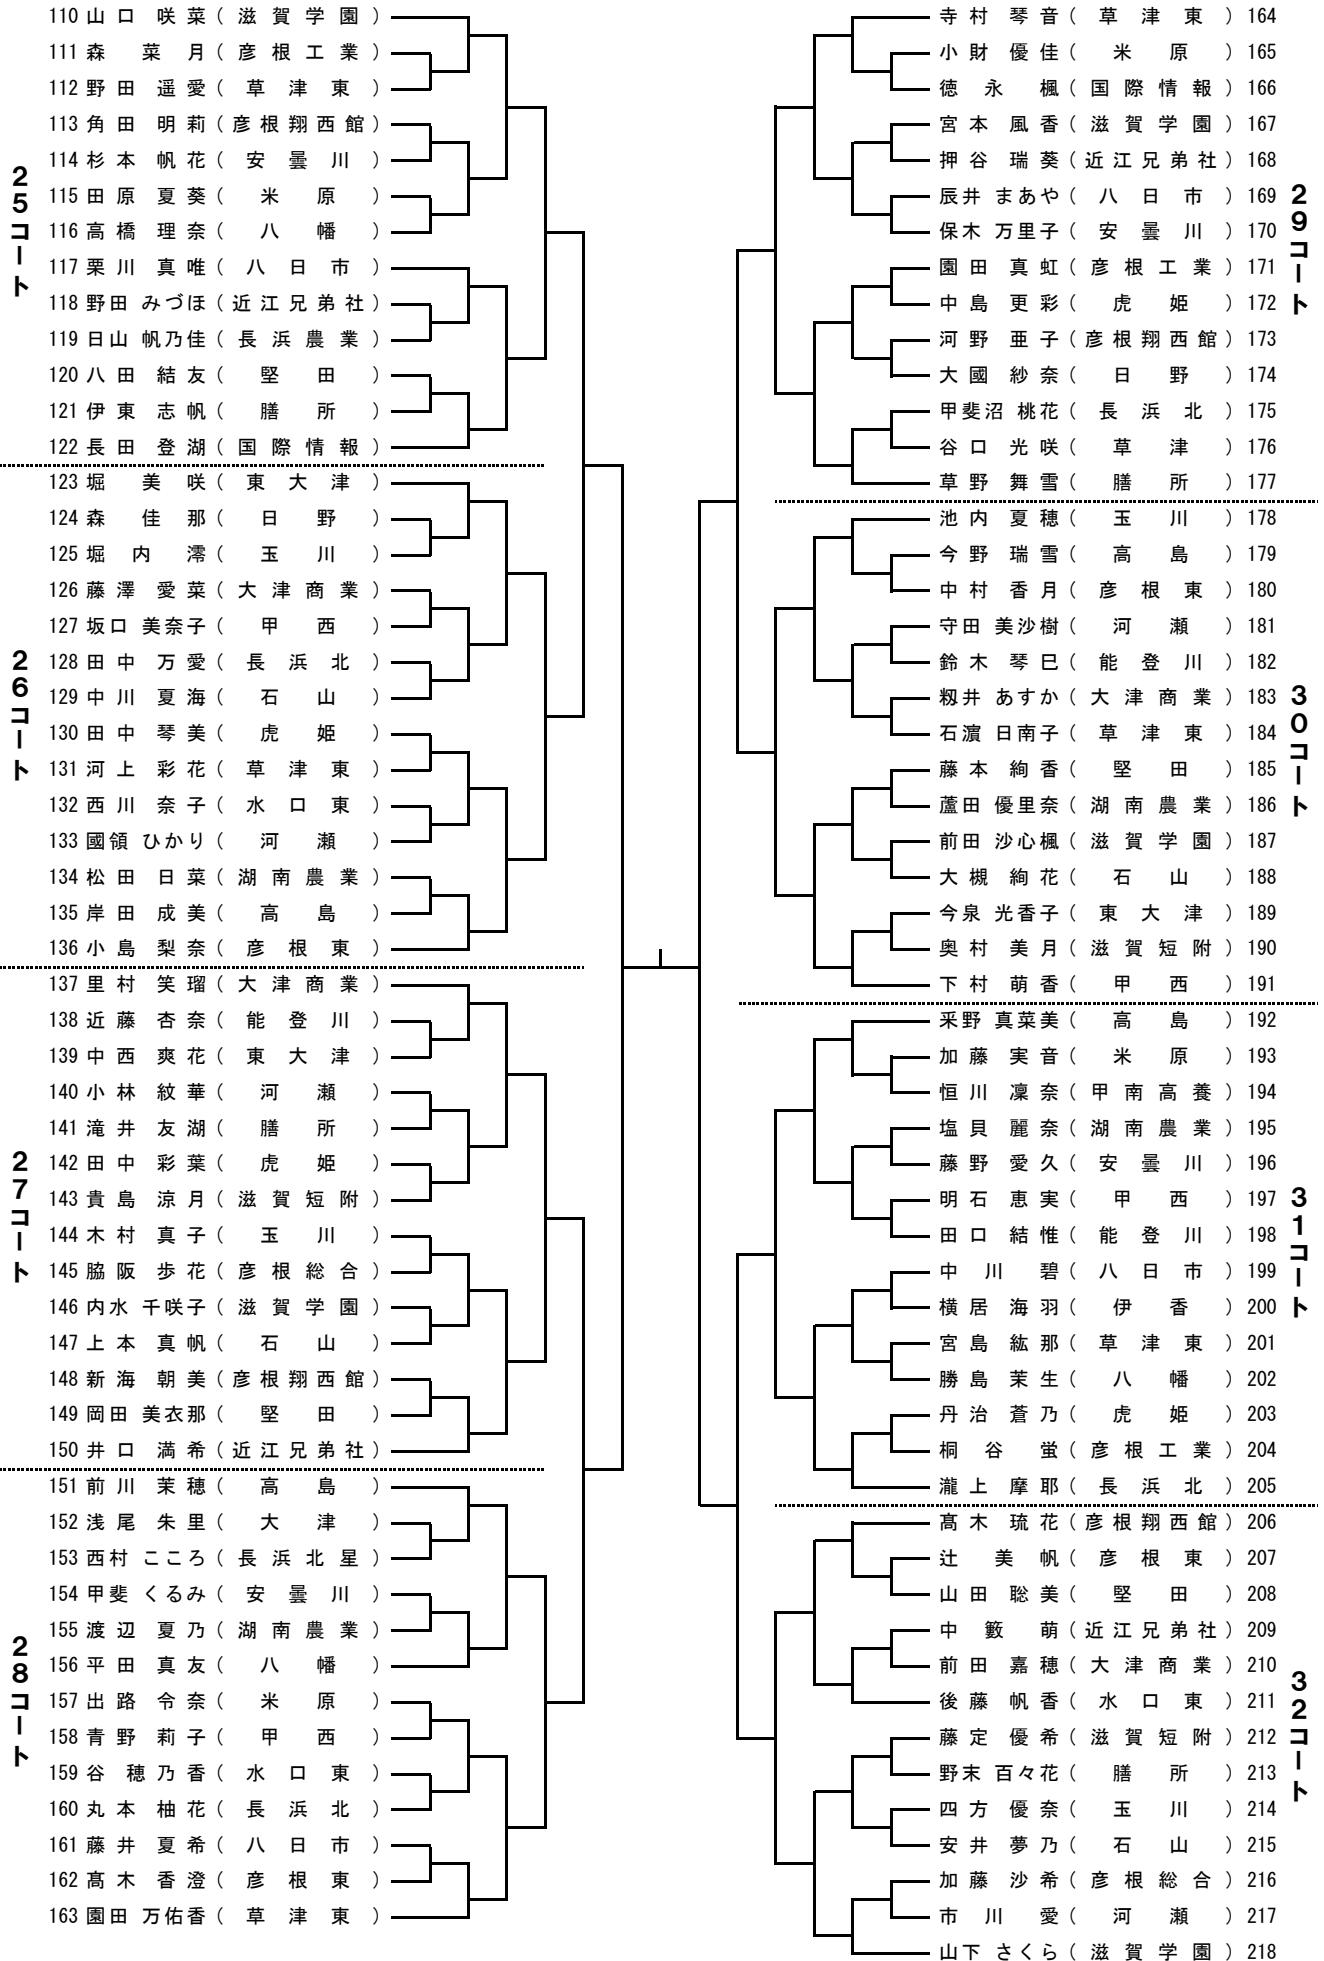 25コート
110 山口 咲菜 (滋賀学園)
111 森 菜月 (彦根工業)
112 野田 遥愛 (草津東)
113 角田 明莉 (彦根翔西館)
114 杉本 帆花 (安曇川)
115 田原 夏葵 (米原)
116 高橋 理奈 (八幡)
117 栗川 真唯 (八日市)
118 野田 みづほ (近江兄弟社)
119 日山 帆乃佳 (長浜農業)
120 八田 結友 (堅田)
121 伊東 志帆 (膳所)
122 長田 登湖 (国際情報)
26コート
123 堀 美咲 (東大津)
124 森 佳那 (日野)
125 堀内 澪 (玉川)
126 藤澤 愛菜 (大津商業)
127 坂口 美奈子 (甲西)
128 田中 万愛 (長浜北)
129 中川 夏海 (石山)
130 田中 琴美 (虎姫)
131 河上 彩花 (草津東)
132 西川 奈子 (水口東)
133 國領 ひかり (河瀬)
134 松田 日菜 (湖南農業)
135 岸田 成美 (高島)
136 小島 梨奈 (彦根東)
27コート
137 里村 笑瑠 (大津商業)
138 近藤 杏奈 (能登川)
139 中西 爽花 (東大津)
140 小林 紋華 (河瀬)
141 滝井 友湖 (膳所)
142 田中 彩葉 (虎姫)
143 貴島 涼月 (滋賀短附)
144 木村 真子 (玉川)
145 脇阪 歩花 (彦根総合)
146 内水 千咲子 (滋賀学園)
147 上本 真帆 (石山)
148 新海 朝美 (彦根翔西館)
149 岡田 美衣那 (堅田)
150 井口 満希 (近江兄弟社)
28コート
151 前川 茉穂 (高島)
152 浅尾 朱里 (大津)
153 西村 こころ (長浜北星)
154 甲斐 くるみ (安曇川)
155 渡辺 夏乃 (湖南農業)
156 平田 真友 (八幡)
157 出路 令奈 (米原)
158 青野 莉子 (甲西)
159 谷 穂乃香 (水口東)
160 丸本 柚花 (長浜北)
161 藤井 夏希 (八日市)
162 髙木 香澄 (彦根東)
163 園田 万佑香 (草津東)
29コート
寺村 琴音 (草津東) 164
小財 優佳 (米原) 165
徳永 楓 (国際情報) 166
宮本 風香 (滋賀学園) 167
押谷 瑞葵 (近江兄弟社) 168
辰井 まあや (八日市) 169
保木 万里子 (安曇川) 170
園田 真虹 (彦根工業) 171
中島 更彩 (虎姫) 172
河野 亜子 (彦根翔西館) 173
大國 紗奈 (日野) 174
甲斐沼 桃花 (長浜北) 175
谷口 光咲 (草津) 176
草野 舞雪 (膳所) 177
30コート
池内 夏穂 (玉川) 178
今野 瑞雪 (高島) 179
中村 香月 (彦根東) 180
守田 美沙樹 (河瀬) 181
鈴木 琴巳 (能登川) 182
籾井 あすか (大津商業) 183
石濵 日南子 (草津東) 184
藤本 絢香 (堅田) 185
蘆田 優里奈 (湖南農業) 186
前田 沙心楓 (滋賀学園) 187
大槻 絢花 (石山) 188
今泉 光香子 (東大津) 189
奥村 美月 (滋賀短附) 190
下村 萌香 (甲西) 191
31コート
釆野 真菜美 (高島) 192
加藤 実音 (米原) 193
恒川 凜奈 (甲南高養) 194
塩貝 麗奈 (湖南農業) 195
藤野 愛久 (安曇川) 196
明石 恵実 (甲西) 197
田口 結惟 (能登川) 198
中川 碧 (八日市) 199
横居 海羽 (伊香) 200
宮島 紘那 (草津東) 201
勝島 茉生 (八幡) 202
丹治 蒼乃 (虎姫) 203
桐谷 蛍 (彦根工業) 204
瀧上 摩耶 (長浜北) 205
32コート
髙木 琉花 (彦根翔西館) 206
辻 美帆 (彦根東) 207
山田 聡美 (堅田) 208
中籔 萌 (近江兄弟社) 209
前田 嘉穂 (大津商業) 210
後藤 帆香 (水口東) 211
藤定 優希 (滋賀短附) 212
野末 百々花 (膳所) 213
四方 優奈 (玉川) 214
安井 夢乃 (石山) 215
加藤 沙希 (彦根総合) 216
市川 愛 (河瀬) 217
山下 さくら (滋賀学園) 218